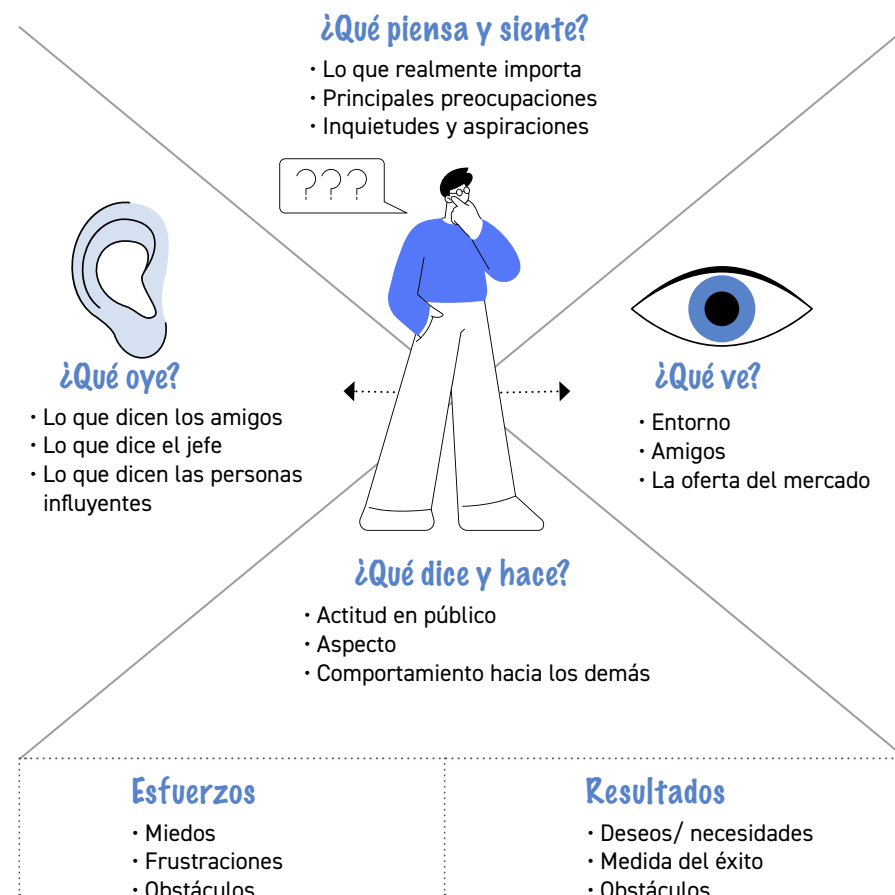 ¿Qué piensa y siente?
· Lo que realmente importa
· Principales preocupaciones
· Inquietudes y aspiraciones
???
¿Qué oye?
· Lo que dicen los amigos
· Lo que dice el jefe
· Lo que dicen las personas
influyentes
¿Qué ve?
· Entorno
· Amigos
· La oferta del mercado
¿Qué dice y hace?
· Actitud en público
· Aspecto
· Comportamiento hacia los demás
Esfuerzos
· Miedos
· Frustraciones
· Obstáculos
Resultados
· Deseos/ necesidades
· Medida del éxito
· Obstáculos